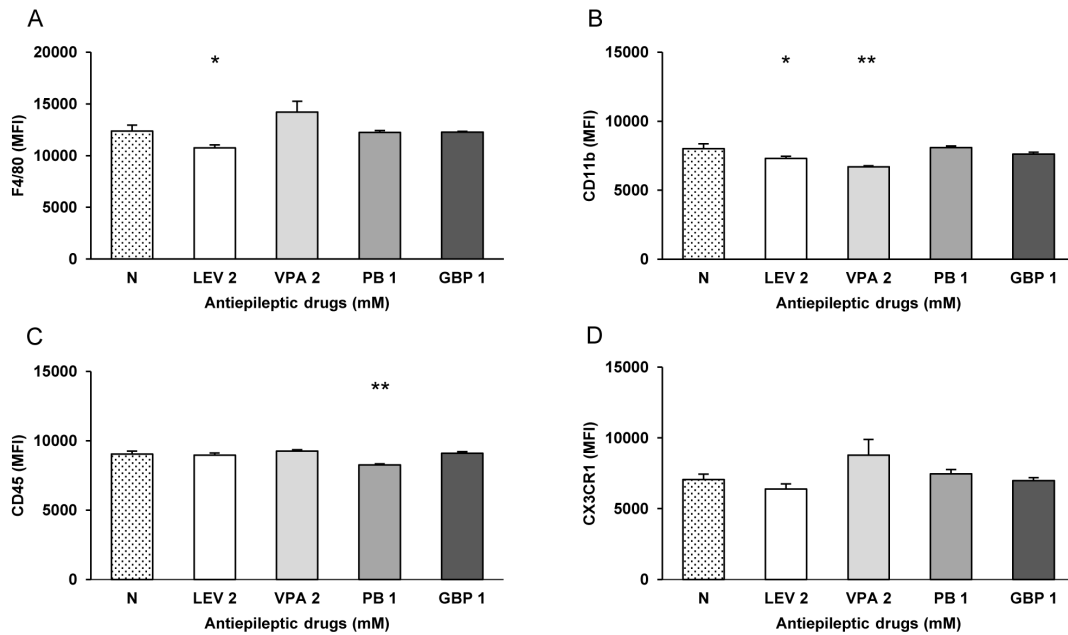 A
F4/80 (MFI)
20000
15000
10000
5000
0
*
N LEV 2 VPA 2 PB 1 GBP 1
Antiepileptic drugs (mM)
B
CD11b (MFI)
15000
10000
5000
0
* **
N LEV 2 VPA 2 PB 1 GBP 1
Antiepileptic drugs (mM)
C
CD45 (MFI)
15000
10000
5000
0
**
N LEV 2 VPA 2 PB 1 GBP 1
Antiepileptic drugs (mM)
D
CX3CR1 (MFI)
15000
10000
5000
0
N LEV 2 VPA 2 PB 1 GBP 1
Antiepileptic drugs (mM)